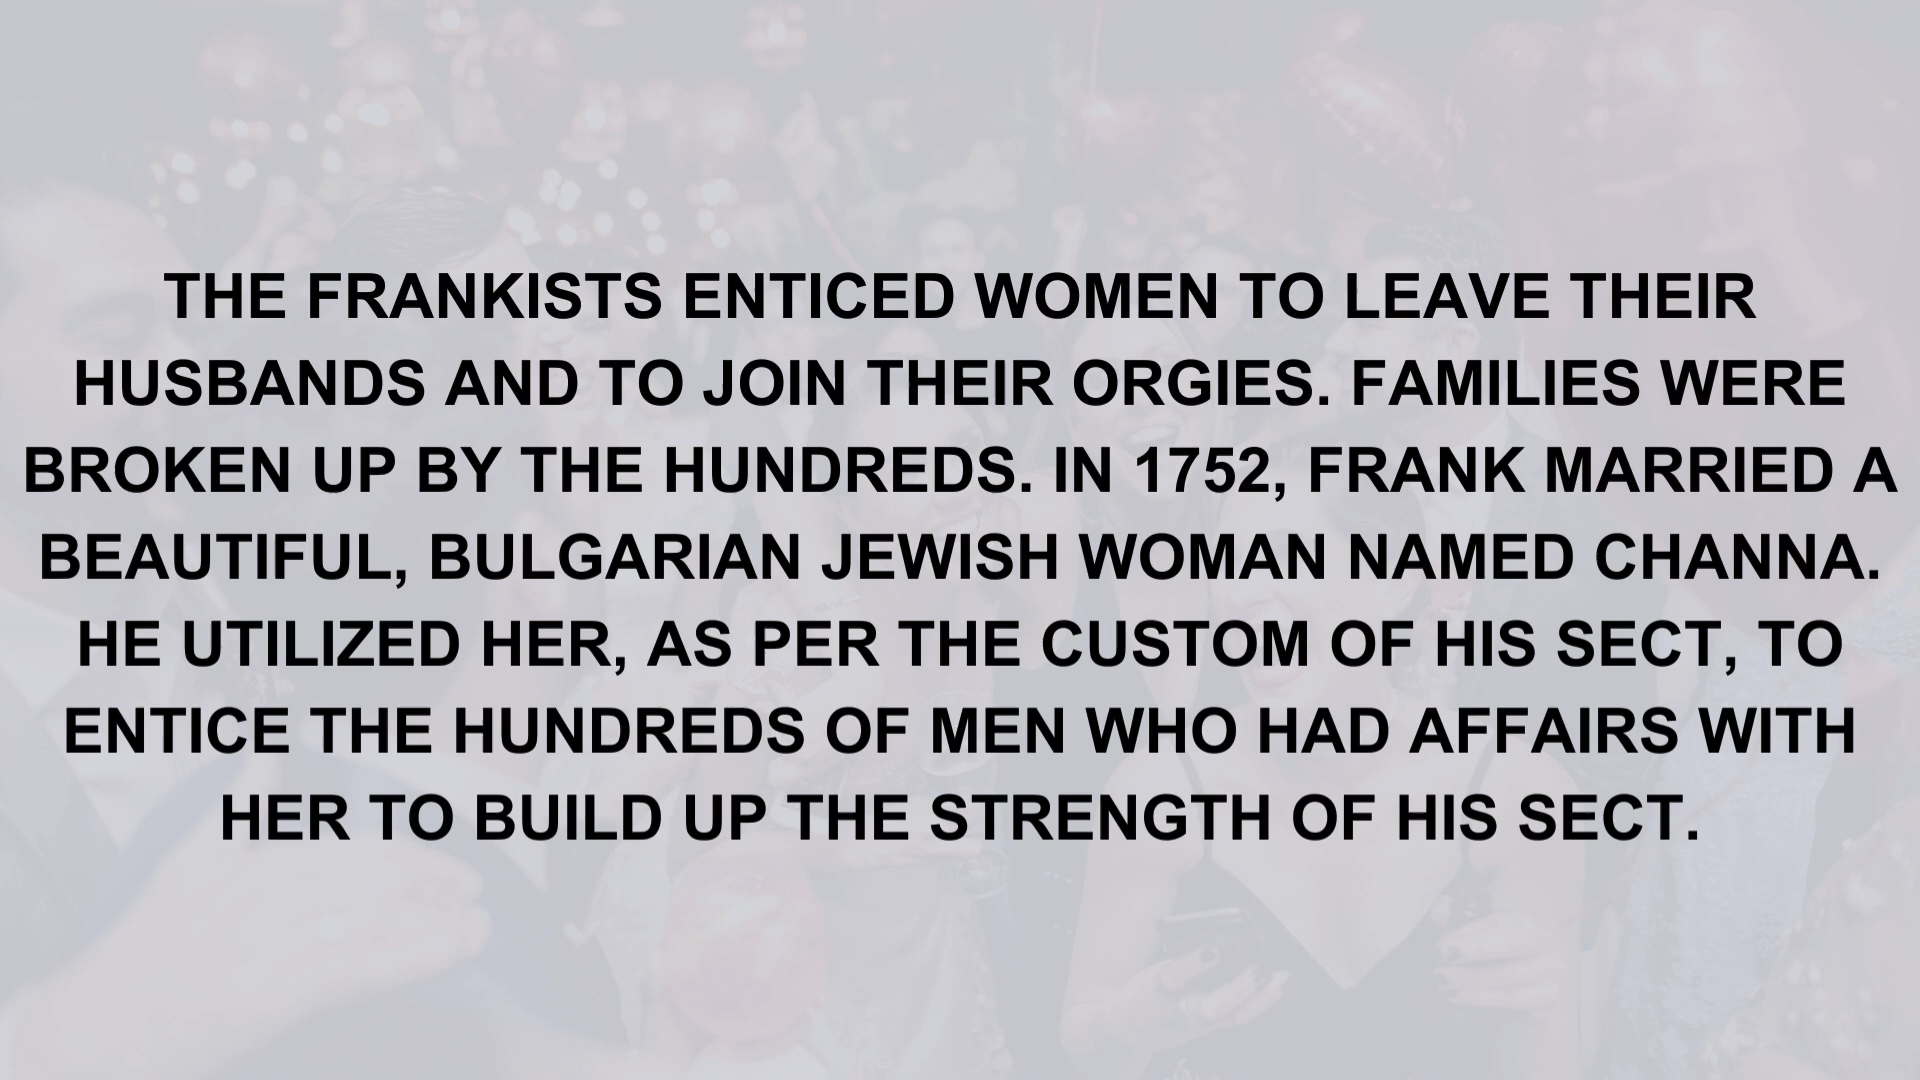 THE FRANKISTS ENTICED WOMEN TO LEAVE THEIR
HUSBANDS AND TO JOIN THEIR ORGIES. FAMILIES WERE
BROKEN UP BY THE HUNDREDS. IN 1752, FRANK MARRIED A
BEAUTIFUL, BULGARIAN JEWISH WOMAN NAMED CHANNA.
HE UTILIZED HER, AS PER THE CUSTOM OF HIS SECT, TO
ENTICE THE HUNDREDS OF MEN WHO HAD AFFAIRS WITH
HER TO BUILD UP THE STRENGTH OF HIS SECT.